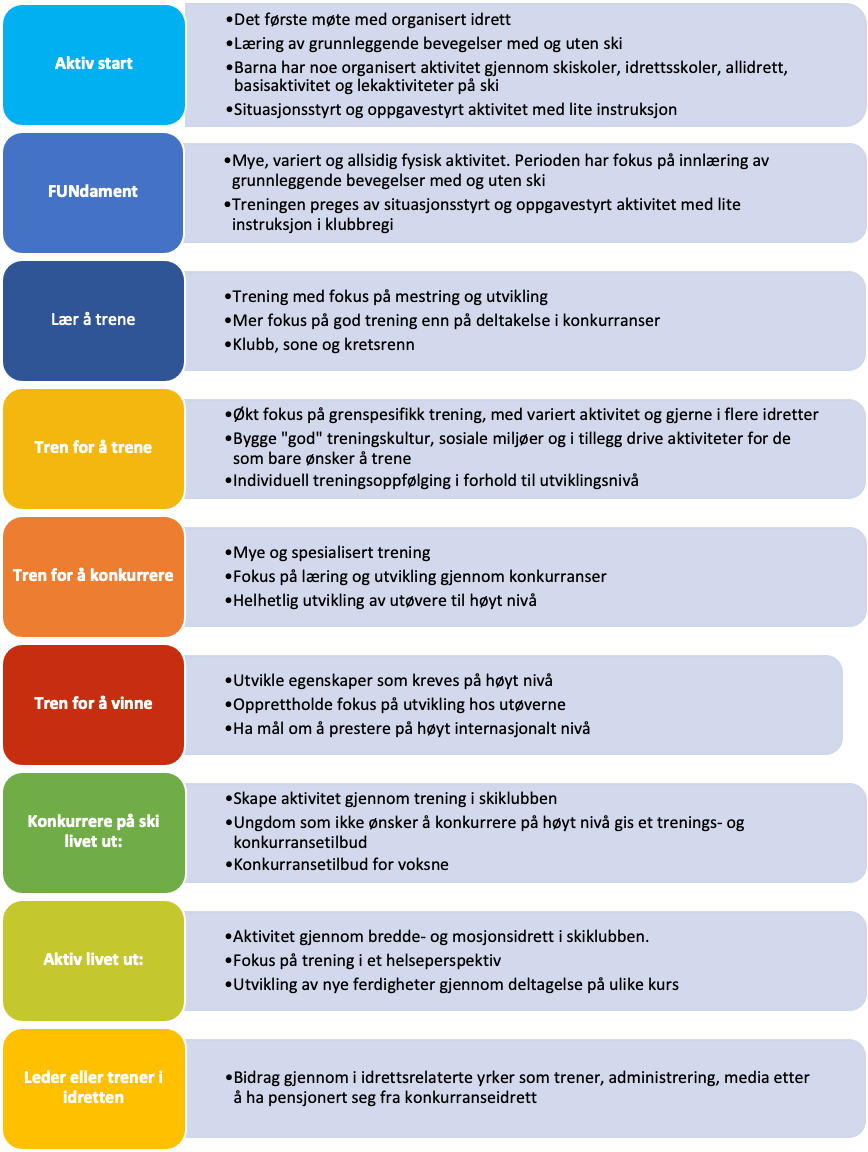 Aktiv start
•Det første møte med organisert idrett
•Læring av grunnleggende bevegelser med og uten ski
•Barna har noe organisert aktivitet gjennom skiskoler, idrettsskoler, allidrett,
basisaktivitet og lekaktiviteter på ski
•Situasjonsstyrt og oppgavestyrt aktivitet med lite instruksjon
FUNdament
•Mye, variert og allsidig fysisk aktivitet. Perioden har fokus på innlæring av
grunnleggende bevegelser med og uten ski
•Treningen preges av situasjonsstyrt og oppgavestyrt aktivitet med lite
instruksjon i klubbregi
Lær å trene
•Trening med fokus på mestring og utvikling
•Mer fokus på god trening enn på deltakelse i konkurranser
•Klubb, sone og kretsrenn
Tren for å trene
•Økt fokus på grenspesifikk trening, med variert aktivitet og gjerne i flere idretter
•Bygge "god" treningskultur, sosiale miljøer og i tillegg drive aktiviteter for de
som bare ønsker å trene
•Individuell treningsoppfølging i forhold til utviklingsnivå
Tren for å konkurrere
•Mye og spesialisert trening
•Fokus på læring og utvikling gjennom konkurranser
•Helhetlig utvikling av utøvere til høyt nivå
Tren for å vinne
•Utvikle egenskaper som kreves på høyt nivå
•Opprettholde fokus på utvikling hos utøverne
•Ha mål om å prestere på høyt internasjonalt nivå
Konkurrere på ski
livet ut:
•Skape aktivitet gjennom trening i skiklubben
•Ungdom som ikke ønsker å konkurrere på høyt nivå gis et trenings- og
konkurransetilbud
•Konkurransetilbud for voksne
Aktiv livet ut:
•Aktivitet gjennom bredde- og mosjonsidrett i skiklubben.
•Fokus på trening i et helseperspektiv
•Utvikling av nye ferdigheter gjennom deltagelse på ulike kurs
Leder eller trener i
idretten
•Bidrag gjennom i idrettsrelaterte yrker som trener, administrering, media etter
å ha pensjonert seg fra konkurranseidrett